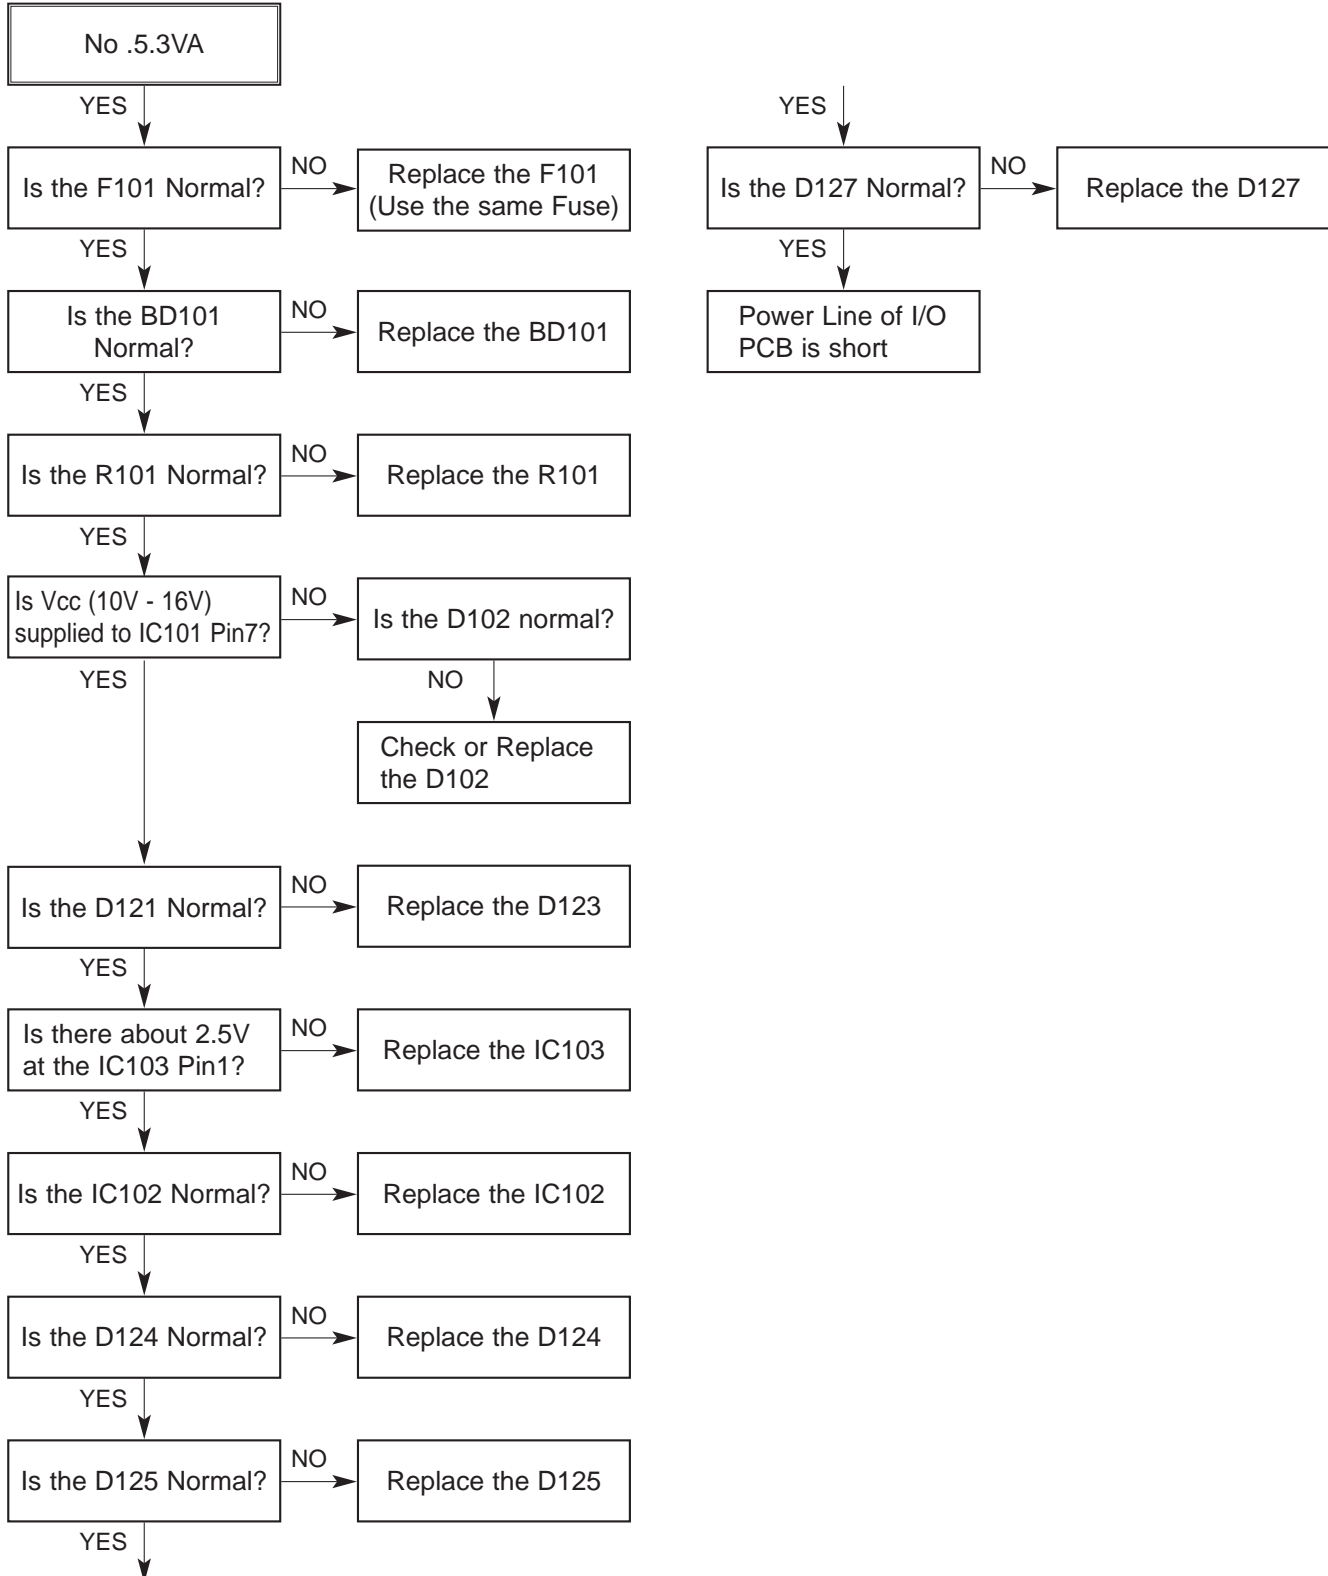 No .5.3VA
YES
Is the F101 Normal?
NO
Replace the F101
(Use the same Fuse)
YES
Is the BD101
Normal?
NO
Replace the BD101
YES
Is the R101 Normal?
NO
Replace the R101
YES
Is Vcc (10V - 16V)
supplied to IC101 Pin7?
NO
Is the D102 normal?
NO
Check or Replace
the D102
YES
Is the D121 Normal?
NO
Replace the D123
YES
Is there about 2.5V
at the IC103 Pin1?
NO
Replace the IC103
YES
Is the IC102 Normal?
NO
Replace the IC102
YES
Is the D124 Normal?
NO
Replace the D124
YES
Is the D125 Normal?
NO
Replace the D125
YES
YES
Is the D127 Normal?
NO
Replace the D127
YES
Power Line of I/O
PCB is short